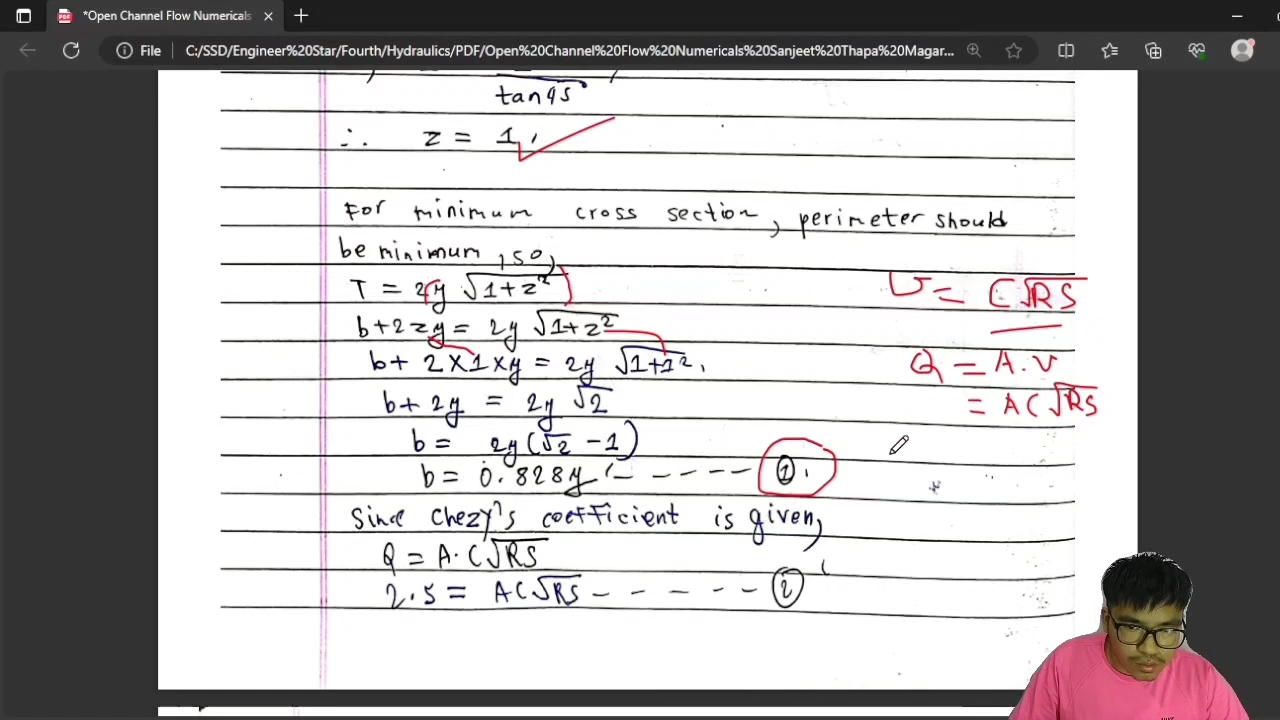 *Open Channel Flow Numericals
File C:/SSD/Engineer%20Star/Fourth/Hydraulics/PDF/Open%20Channel%20Flow%20Numericals%20Sanjeet%20Thapa%20Magar...
tan45
∴ z = 1,
For minimum cross section, perimeter should
be minimum, so,
T = 2y √1+z²
b+2zy = 2y √1+z²
b+ 2×1×y = 2y √1+1².
b+2y = 2y √2
b = 2y(√2 -1)
b = 0.828y - - - - - ①.
Since Chezy's coefficient is given,
Q = A.C√RS
2.5 = AC√RS - - - - - ②
V = C√RS
Q = A.V
= AC√RS